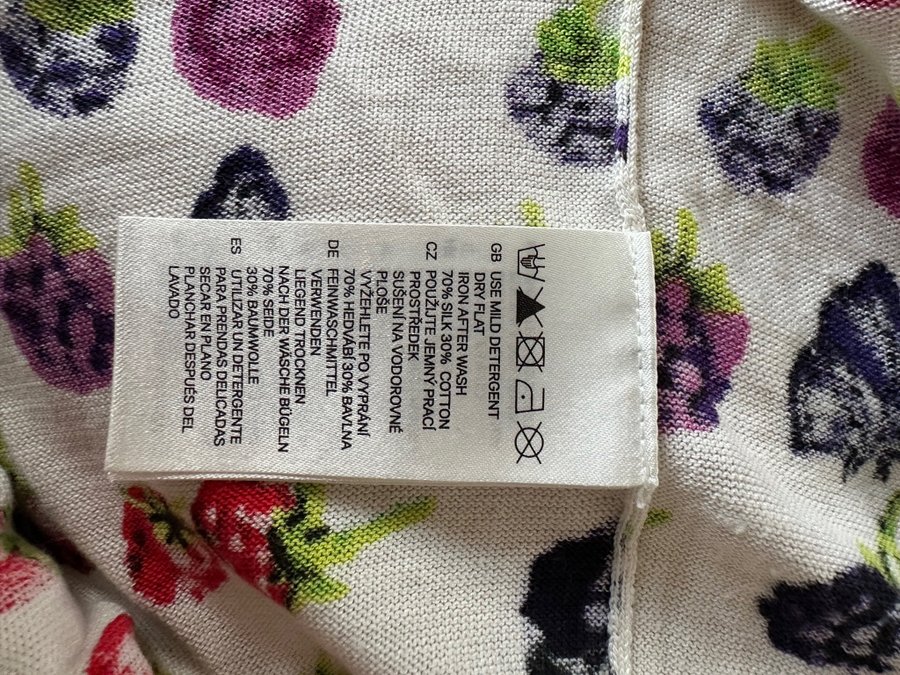 GB USE MILD DETERGENT
DRY FLAT
IRON AFTER WASH
70% SILK 30% COTTON
CZ POUŽIJTE JEMNÝ PRACÍ
PROSTŘEDEK
SUŠENÍ NA VODOROVNÉ
PLOŠE
VYŽEHLETE PO VYPRÁNÍ
70% HEDVÁBÍ 30% BAVLNA
DE FEINWASCHMITTEL
VERWENDEN
LIEGEND TROCKNEN
NACH DER WÄSCHE BÜGELN
70% SEIDE
30% BAUMWOLLE
ES UTILIZAR UN DETERGENTE
PARA PRENDAS DELICADAS
SECAR EN PLANO
PLANCHAR DESPUÉS DEL
LAVADO